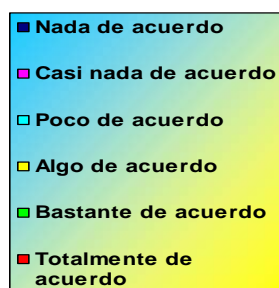 Nada de acuerdo
Casi nada de acuerdo
Poco de acuerdo
Algo de acuerdo
Bastante de acuerdo
Totalmente de
acuerdo